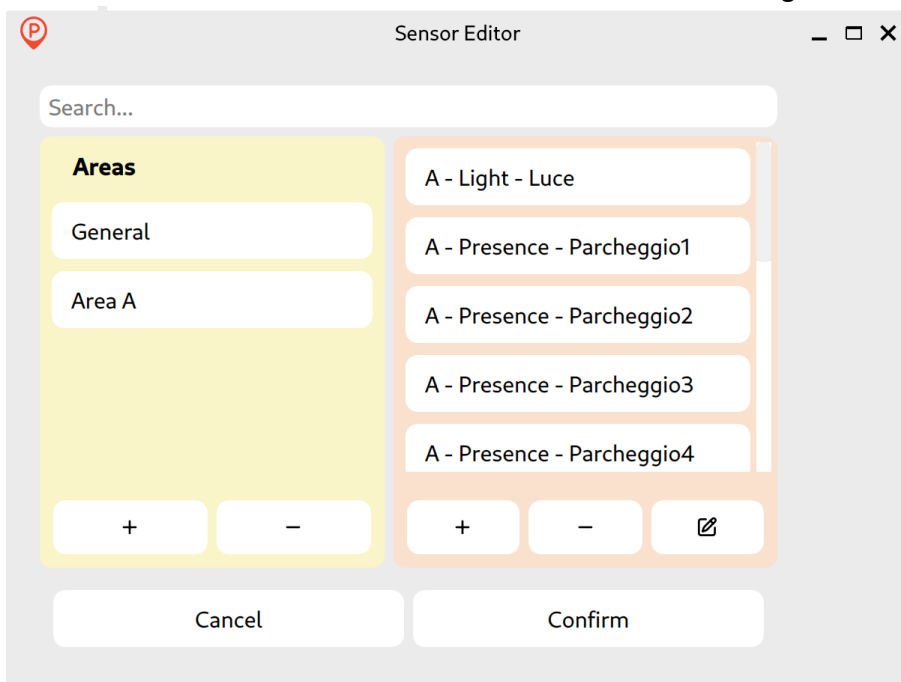 P
Sensor Editor
Search...
Areas
General
Area A
+
−
A - Light - Luce
A - Presence - Parcheggio1
A - Presence - Parcheggio2
A - Presence - Parcheggio3
A - Presence - Parcheggio4
+
−
Cancel
Confirm